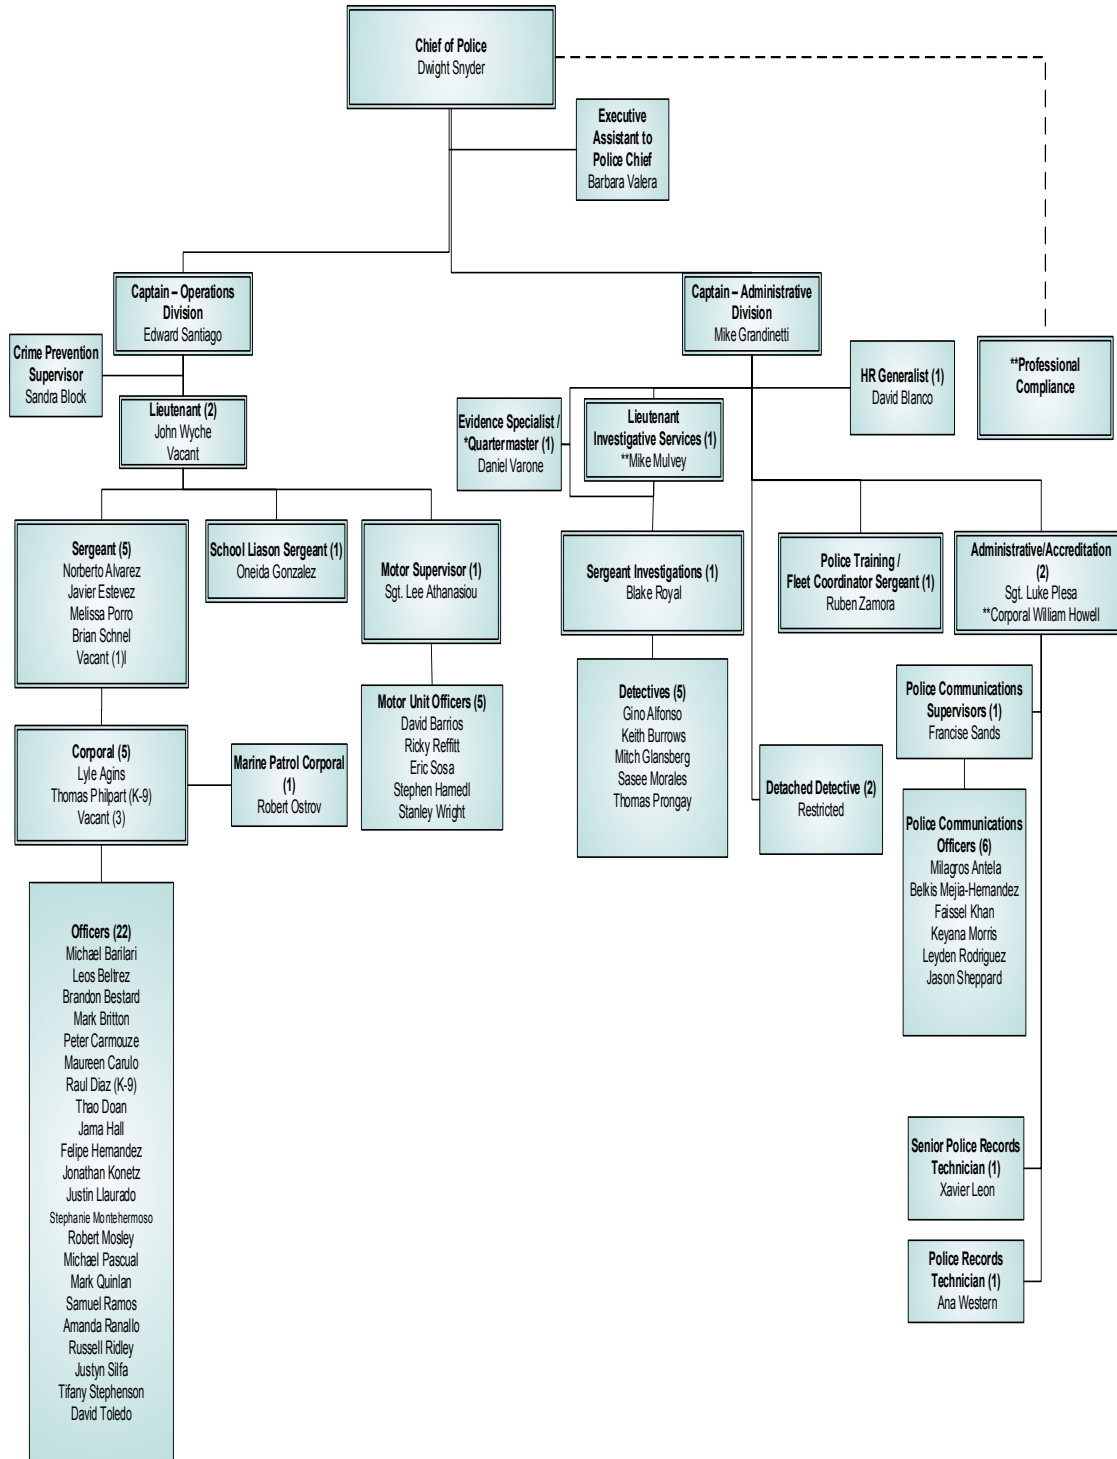 Chief of Police
Dwight Snyder
Executive
Assistant to
Police Chief
Barbara Valera
Captain – Operations
Division
Edward Santiago
Captain – Administrative
Division
Mike Grandinetti
Crime Prevention
Supervisor
Sandra Block
HR Generalist (1)
David Blanco
**Professional
Compliance
Lieutenant (2)
John Wyche
Vacant
Evidence Specialist /
*Quartermaster (1)
Daniel Varone
Lieutenant
Investigative Services (1)
**Mike Mulvey
Sergeant (5)
Norberto Alvarez
Javier Estevez
Melissa Porro
Brian Schnel
Vacant (1)l
School Liason Sergeant (1)
Oneida Gonzalez
Motor Supervisor (1)
Sgt. Lee Athanasiou
Sergeant Investigations (1)
Blake Royal
Police Training /
Fleet Coordinator Sergeant (1)
Ruben Zamora
Administrative/Accreditation
(2)
Sgt. Luke Plesa
**Corporal William Howell
Corporal (5)
Lyle Agins
Thomas Philpart (K-9)
Vacant (3)
Marine Patrol Corporal
(1)
Robert Ostrov
Motor Unit Officers (5)
David Barrios
Ricky Reffitt
Eric Sosa
Stephen Hamedl
Stanley Wright
Detectives (5)
Gino Alfonso
Keith Burrows
Mitch Glansberg
Sasee Morales
Thomas Prongay
Detached Detective (2)
Restricted
Police Communications
Supervisors (1)
Francise Sands
Police Communications
Officers (6)
Milagros Antela
Belkis Mejia-Hernandez
Faissel Khan
Keyana Morris
Leyden Rodriguez
Jason Sheppard
Officers (22)
Michael Barilari
Leos Beltrez
Brandon Bestard
Mark Britton
Peter Carmouze
Maureen Carulo
Raul Diaz (K-9)
Thao Doan
Jama Hall
Felipe Hernandez
Jonathan Konetz
Justin Llaurado
Stephanie Montehermoso
Robert Mosley
Michael Pascual
Mark Quinlan
Samuel Ramos
Amanda Ranallo
Russell Ridley
Justyn Silfa
Tifany Stephenson
David Toledo
Senior Police Records
Technician (1)
Xavier Leon
Police Records
Technician (1)
Ana Western